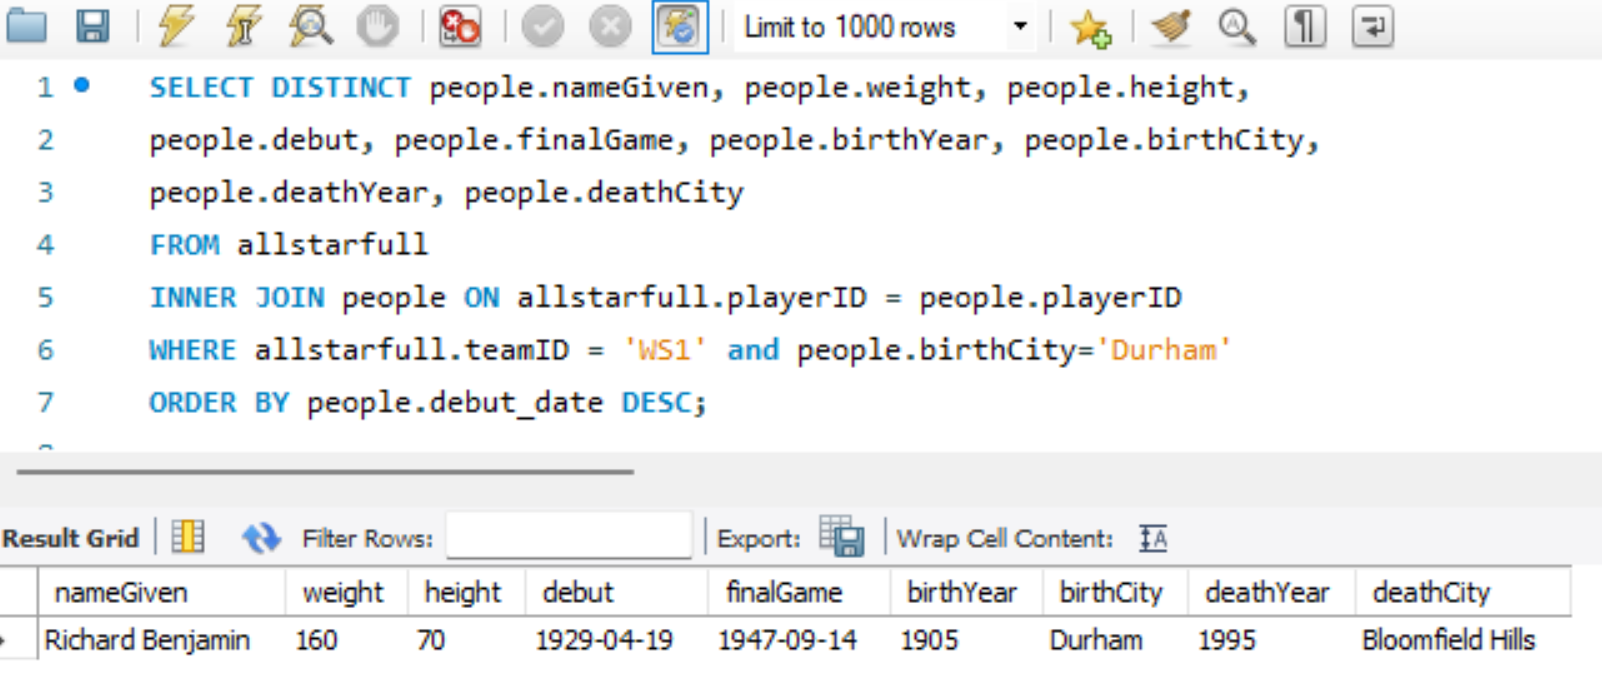 Limit to 1000 rows
1 SELECT DISTINCT people.nameGiven, people.weight, people.height,
2 people.debut, people.finalGame, people.birthYear, people.birthCity,
3 people.deathYear, people.deathCity
4 FROM allstarfull
5 INNER JOIN people ON allstarfull.playerID = people.playerID
6 WHERE allstarfull.teamID = 'WS1' and people.birthCity='Durham'
7 ORDER BY people.debut_date DESC;
Result Grid Filter Rows: Export: Wrap Cell Content: IA
nameGiven weight height debut finalGame birthYear birthCity deathYear deathCity
Richard Benjamin 160 70 1929-04-19 1947-09-14 1905 Durham 1995 Bloomfield Hills